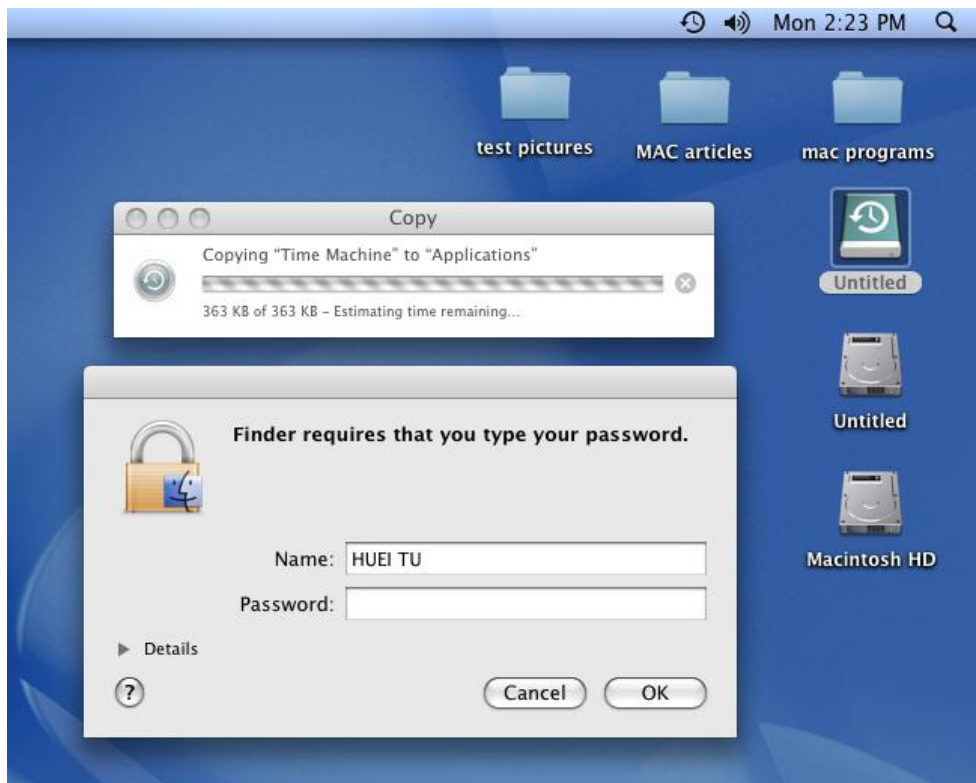 Mon 2:23 PM
test pictures
MAC articles
mac programs
Copy
Copying “Time Machine” to “Applications”
363 KB of 363 KB – Estimating time remaining...
Untitled
Untitled
Macintosh HD
Finder requires that you type your password.
Name: HUEI TU
Password:
Details
?
Cancel
OK